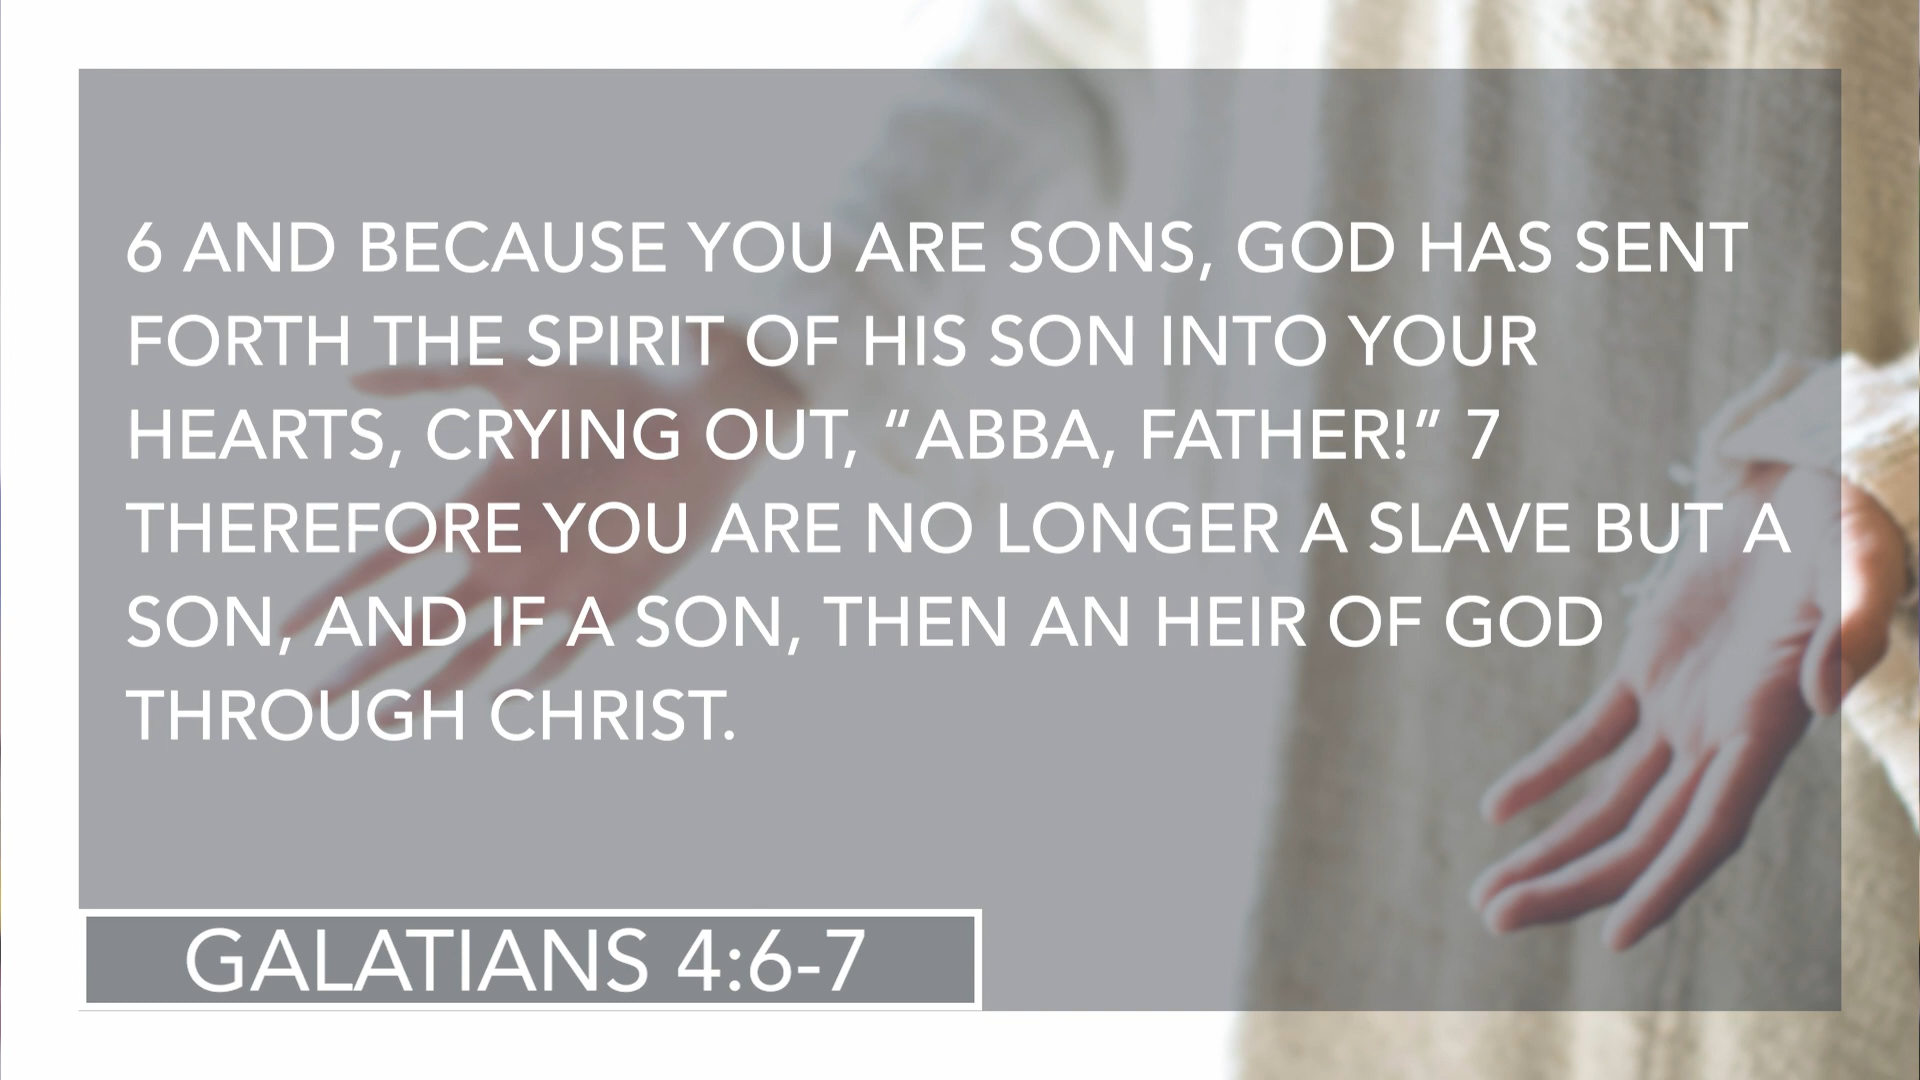 6 AND BECAUSE YOU ARE SONS, GOD HAS SENT
FORTH THE SPIRIT OF HIS SON INTO YOUR
HEARTS, CRYING OUT, “ABBA, FATHER!” 7
THEREFORE YOU ARE NO LONGER A SLAVE BUT A
SON, AND IF A SON, THEN AN HEIR OF GOD
THROUGH CHRIST.
GALATIANS 4:6-7